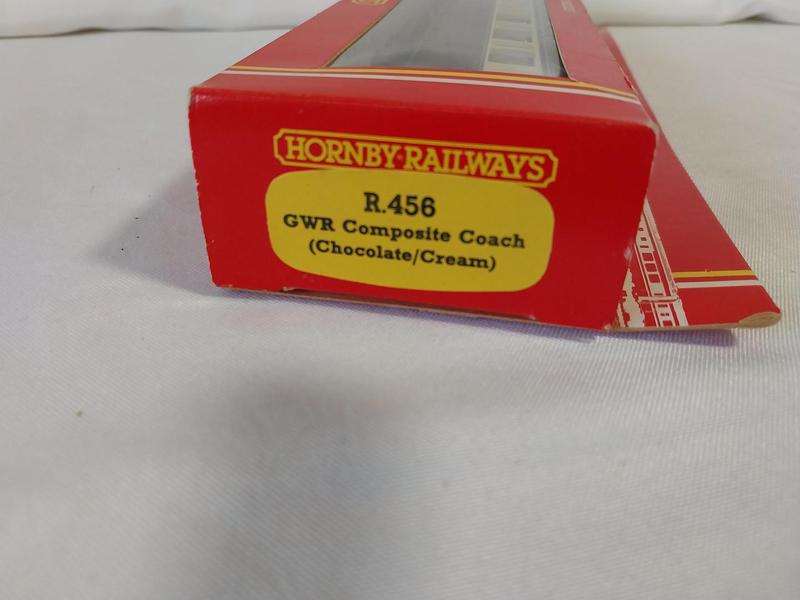 HORNBY RAILWAYS
R.456
GWR Composite Coach
(Chocolate/Cream)